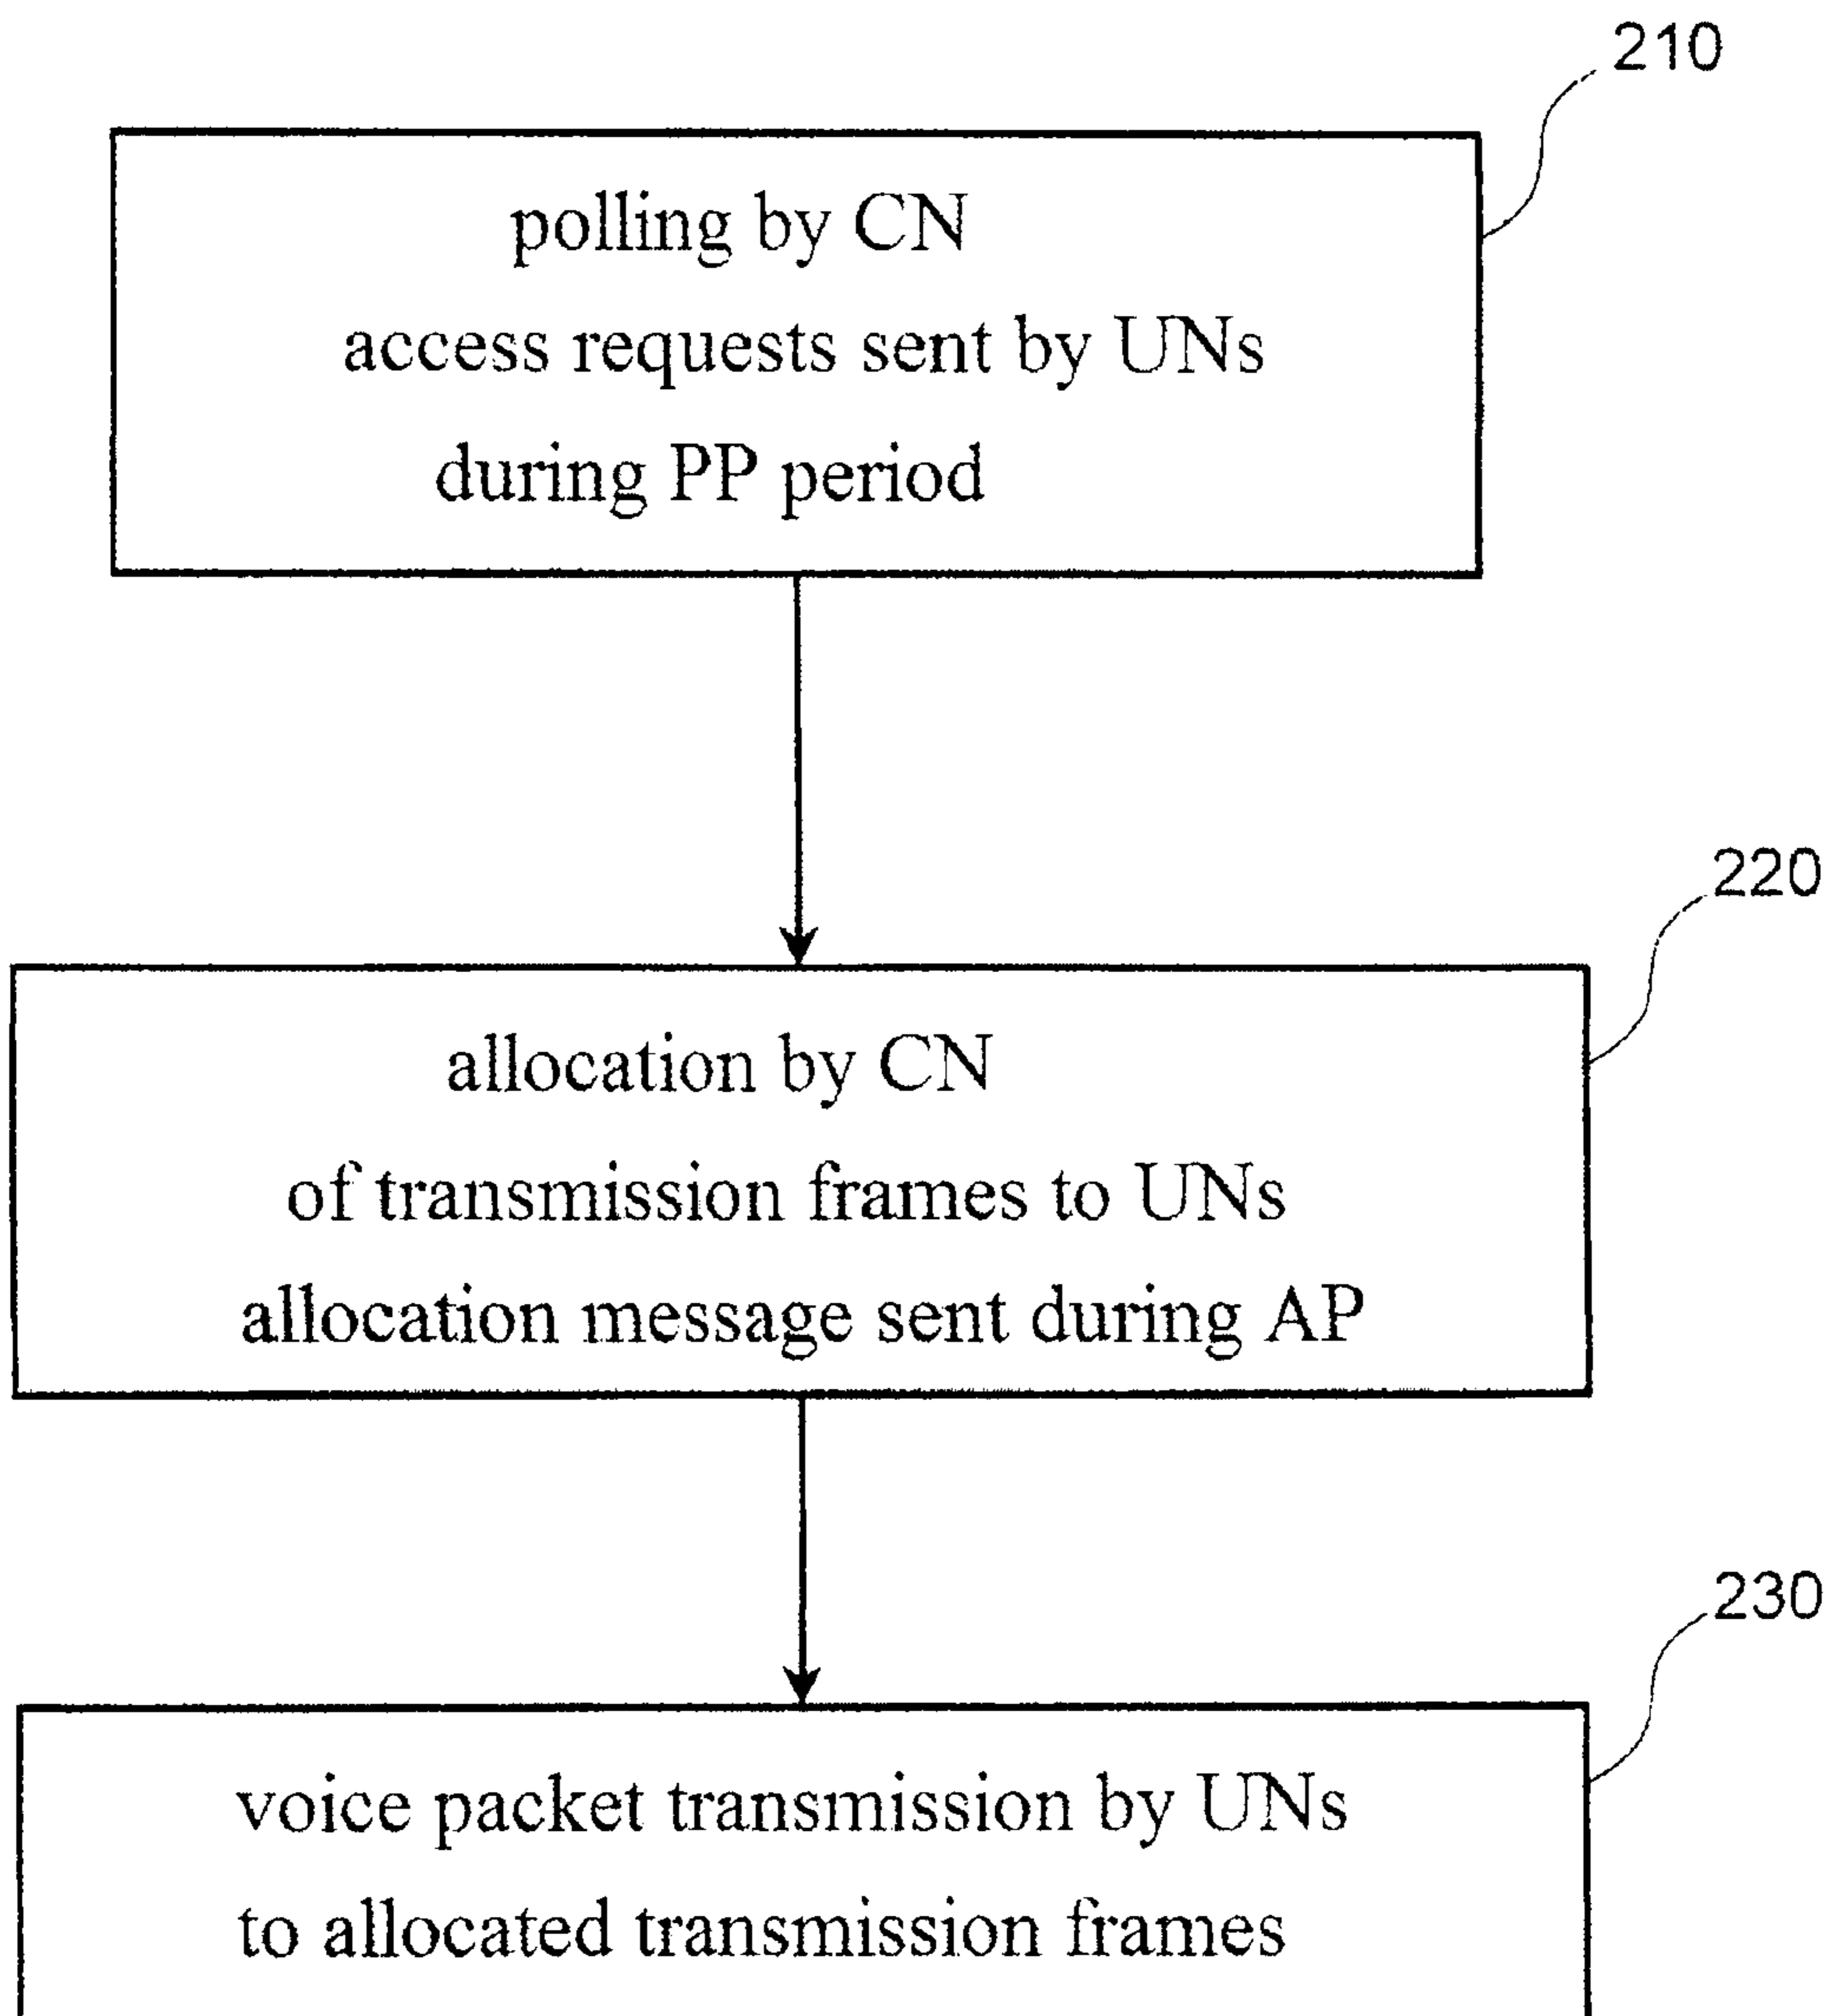 210
polling by CN
access requests sent by UNs
during PP period
220
allocation by CN
of transmission frames to UNs
allocation message sent during AP
230
voice packet transmission by UNs
to allocated transmission frames